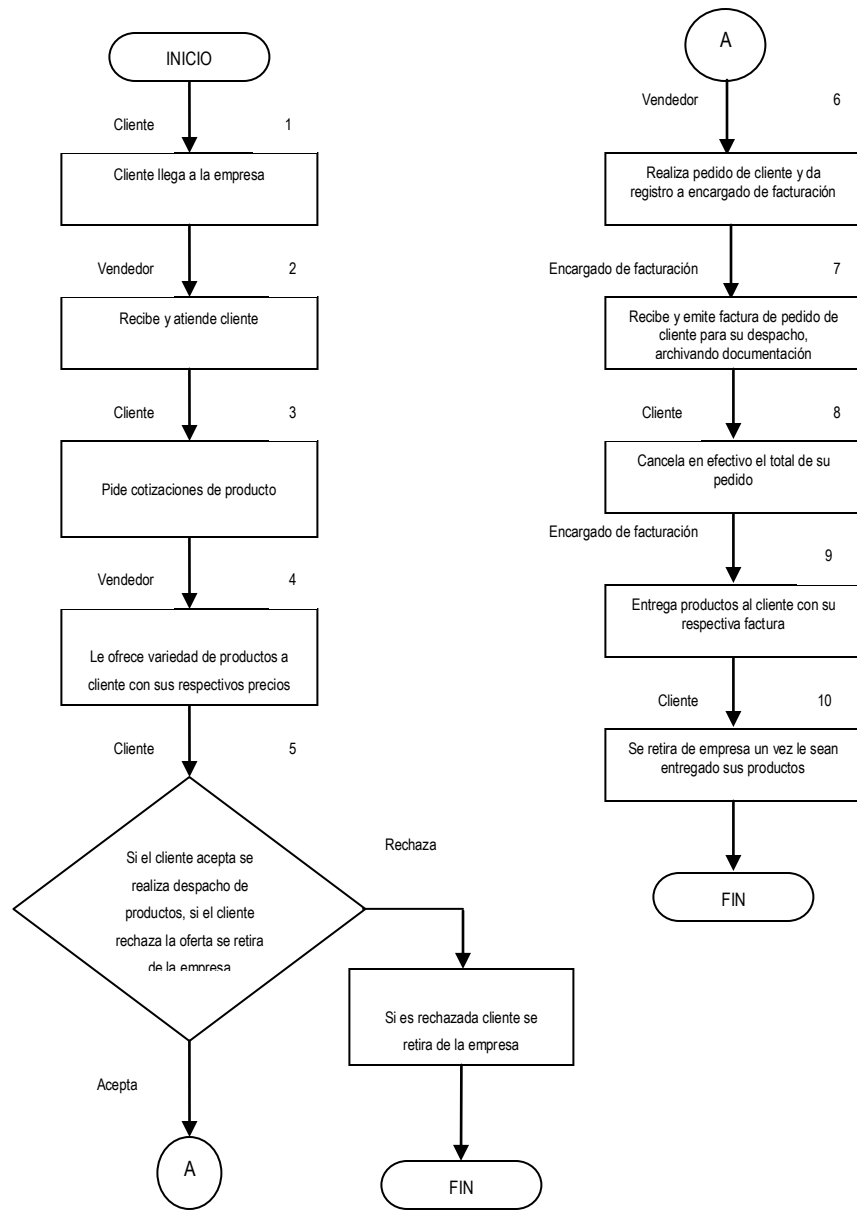 INICIO
Cliente 1
Cliente llega a la empresa
Vendedor 2
Recibe y atiende cliente
Cliente 3
Pide cotizaciones de producto
Vendedor 4
Le ofrece variedad de productos a
cliente con sus respectivos precios
Cliente 5
Si el cliente acepta se
realiza despacho de
productos, si el cliente
rechaza la oferta se retira
de la empresa
Rechaza
Si es rechazada cliente se
retira de la empresa
FIN
Acepta
A
A
Vendedor 6
Realiza pedido de cliente y da
registro a encargado de facturación
Encargado de facturación 7
Recibe y emite factura de pedido de
cliente para su despacho,
archivando documentación
Cliente 8
Cancela en efectivo el total de su
pedido
Encargado de facturación
9
Entrega productos al cliente con su
respectiva factura
Cliente 10
Se retira de empresa un vez le sean
entregado sus productos
FIN